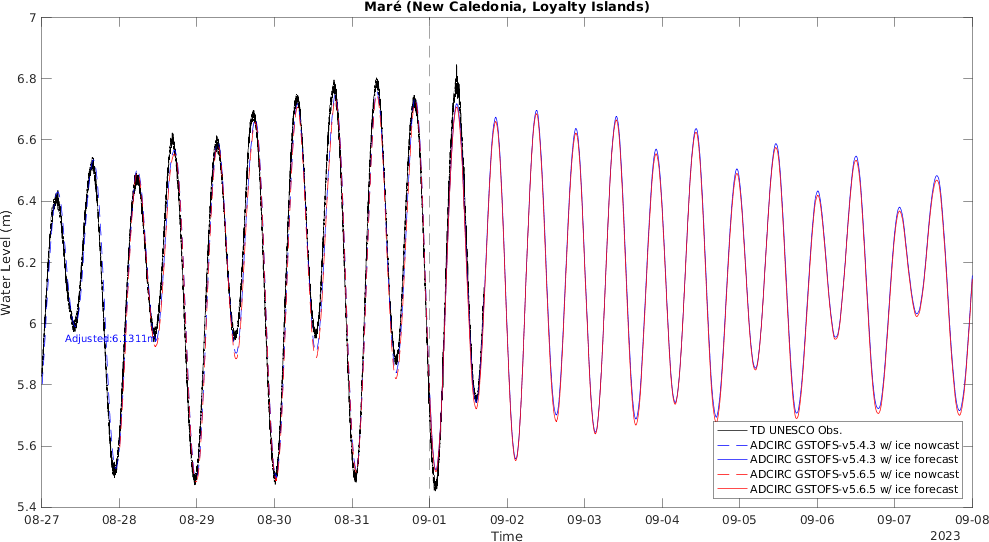 Maré (New Caledonia, Loyalty Islands)
7
6.8
6.6
6.4
6.2
6
5.8
5.6
5.4
Water Level (m)
Adjusted:6.1311m
TD UNESCO Obs.
ADCIRC GSTOFS-v5.4.3 w/ ice nowcast
ADCIRC GSTOFS-v5.4.3 w/ ice forecast
ADCIRC GSTOFS-v5.6.5 w/ ice nowcast
ADCIRC GSTOFS-v5.6.5 w/ ice forecast
08-27 08-28 08-29 08-30 08-31 09-01 09-02 09-03 09-04 09-05 09-06 09-07 09-08
Time
2023